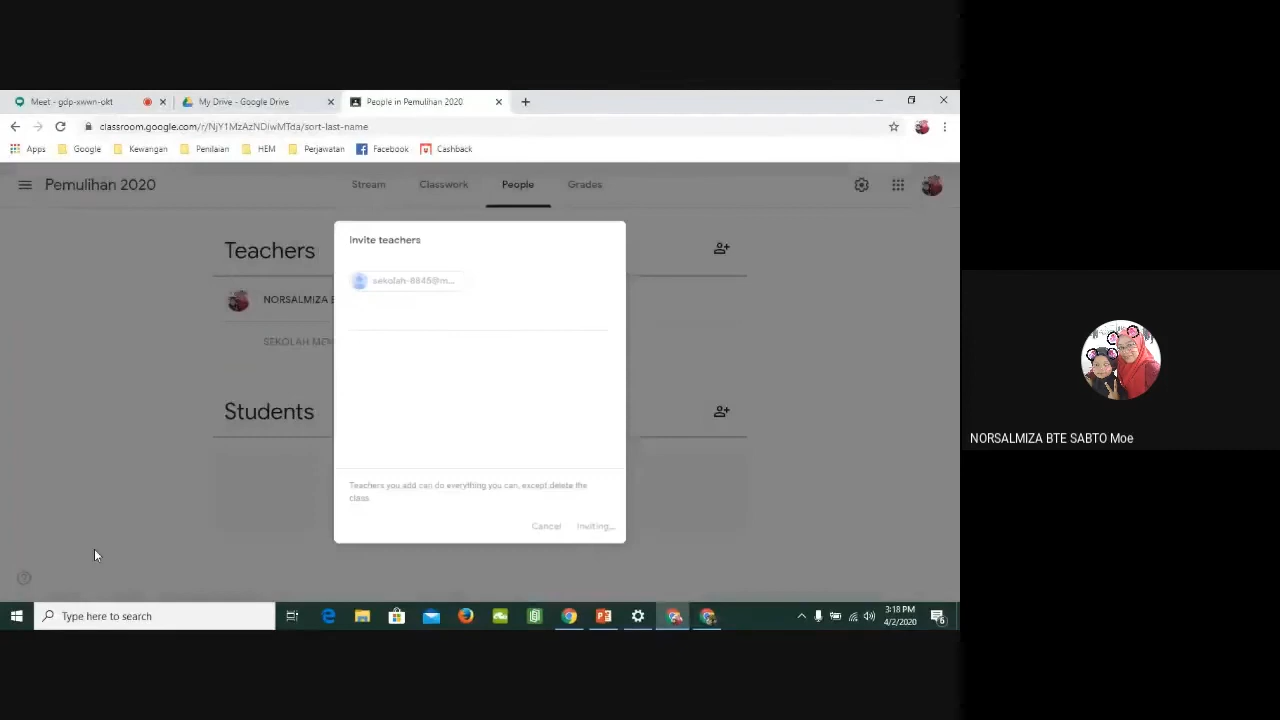 Meet - gdp-xwwn-okt
My Drive - Google Drive
People in Pemulihan 2020
classroom.google.com/r/NjY1MzAzNDIwMTda/sort-last-name
Apps
Google
Kewangan
Penilaian
HEM
Perjawatan
Facebook
Cashback
Pemulihan 2020
Stream
Classwork
People
Grades
Invite teachers
Teachers
sekolah-8845@m...
NORSALMIZA B
SEKOLAH MEN
Students
Teachers you add can do everything you can, except delete the
class.
Cancel
Inviting...
NORSALMIZA BTE SABTO Moe
Type here to search
3:18 PM
4/2/2020
6